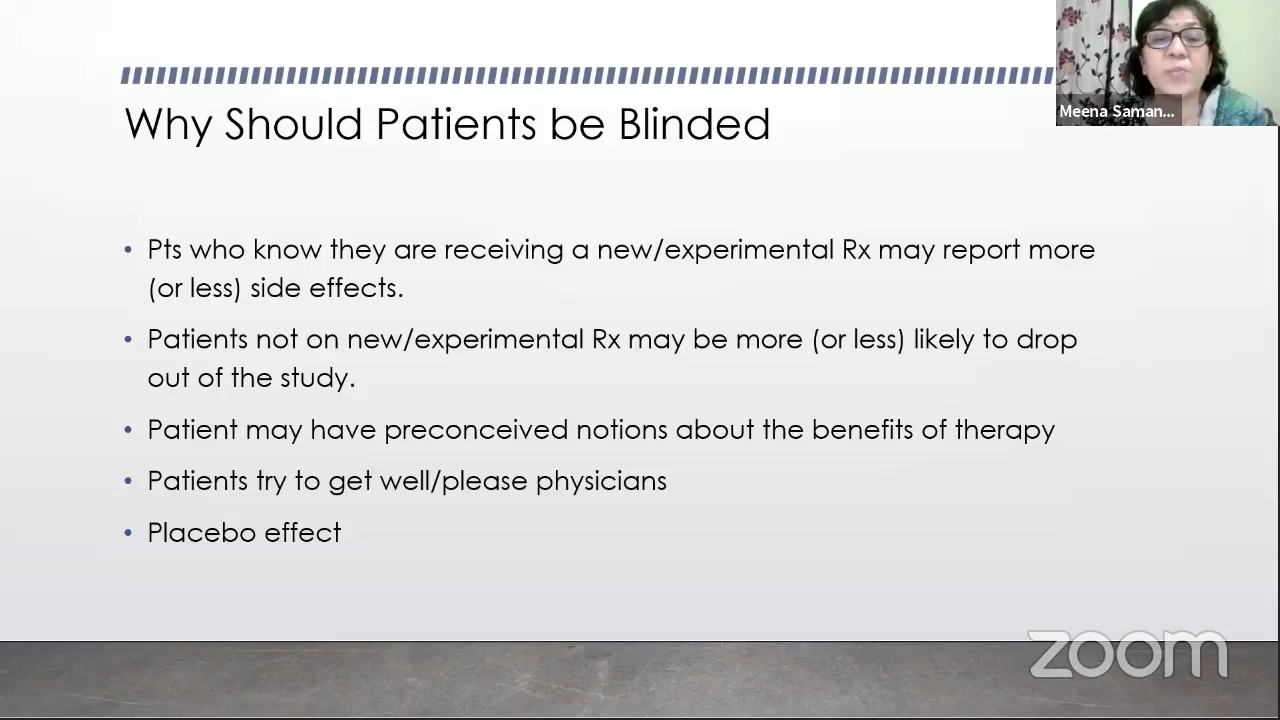 Why Should Patients be Blinded
Meena Saman...
• Pts who know they are receiving a new/experimental Rx may report more
(or less) side effects.
• Patients not on new/experimental Rx may be more (or less) likely to drop
out of the study.
• Patient may have preconceived notions about the benefits of therapy
• Patients try to get well/please physicians
• Placebo effect
zoom